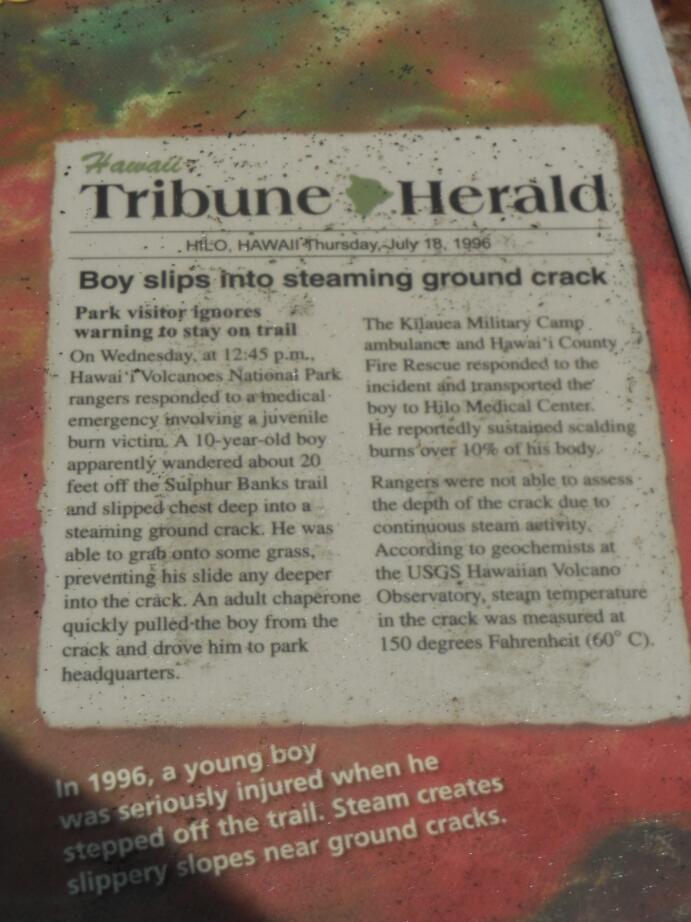 Hawaii
Tribune Herald
HILO, HAWAII Thursday, July 18, 1996
Boy slips into steaming ground crack
Park visitor ignores
warning to stay on trail
On Wednesday, at 12:45 p.m.,
Hawai‘i Volcanoes National Park
rangers responded to a medical
emergency involving a juvenile
burn victim. A 10-year-old boy
apparently wandered about 20
feet off the Sulphur Banks trail
and slipped chest deep into a
steaming ground crack. He was
able to grab onto some grass,
preventing his slide any deeper
into the crack. An adult chaperone
quickly pulled the boy from the
crack and drove him to park
headquarters.
The Kilauea Military Camp
ambulance and Hawai‘i County
Fire Rescue responded to the
incident and transported the
boy to Hilo Medical Center.
He reportedly sustained scalding
burns over 10% of his body.
Rangers were not able to assess
the depth of the crack due to
continuous steam activity.
According to geochemists at
the USGS Hawaiian Volcano
Observatory, steam temperature
in the crack was measured at
150 degrees Fahrenheit (60° C).
In 1996, a young boy
was seriously injured when he
stepped off the trail. Steam creates
slippery slopes near ground cracks.